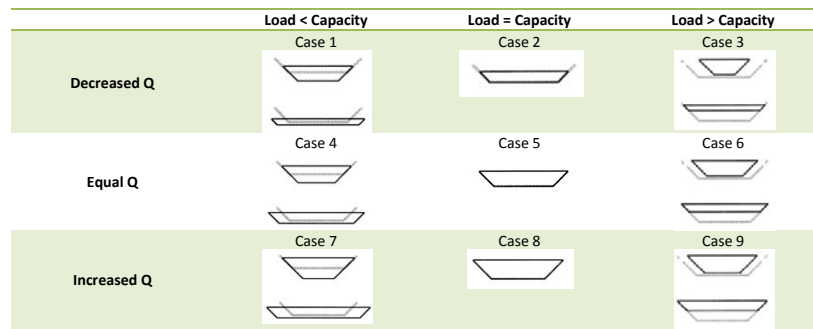 Load < Capacity Load = Capacity Load > Capacity
Case 1 Case 2 Case 3
Decreased Q
Case 4 Case 5 Case 6
Equal Q
Case 7 Case 8 Case 9
Increased Q